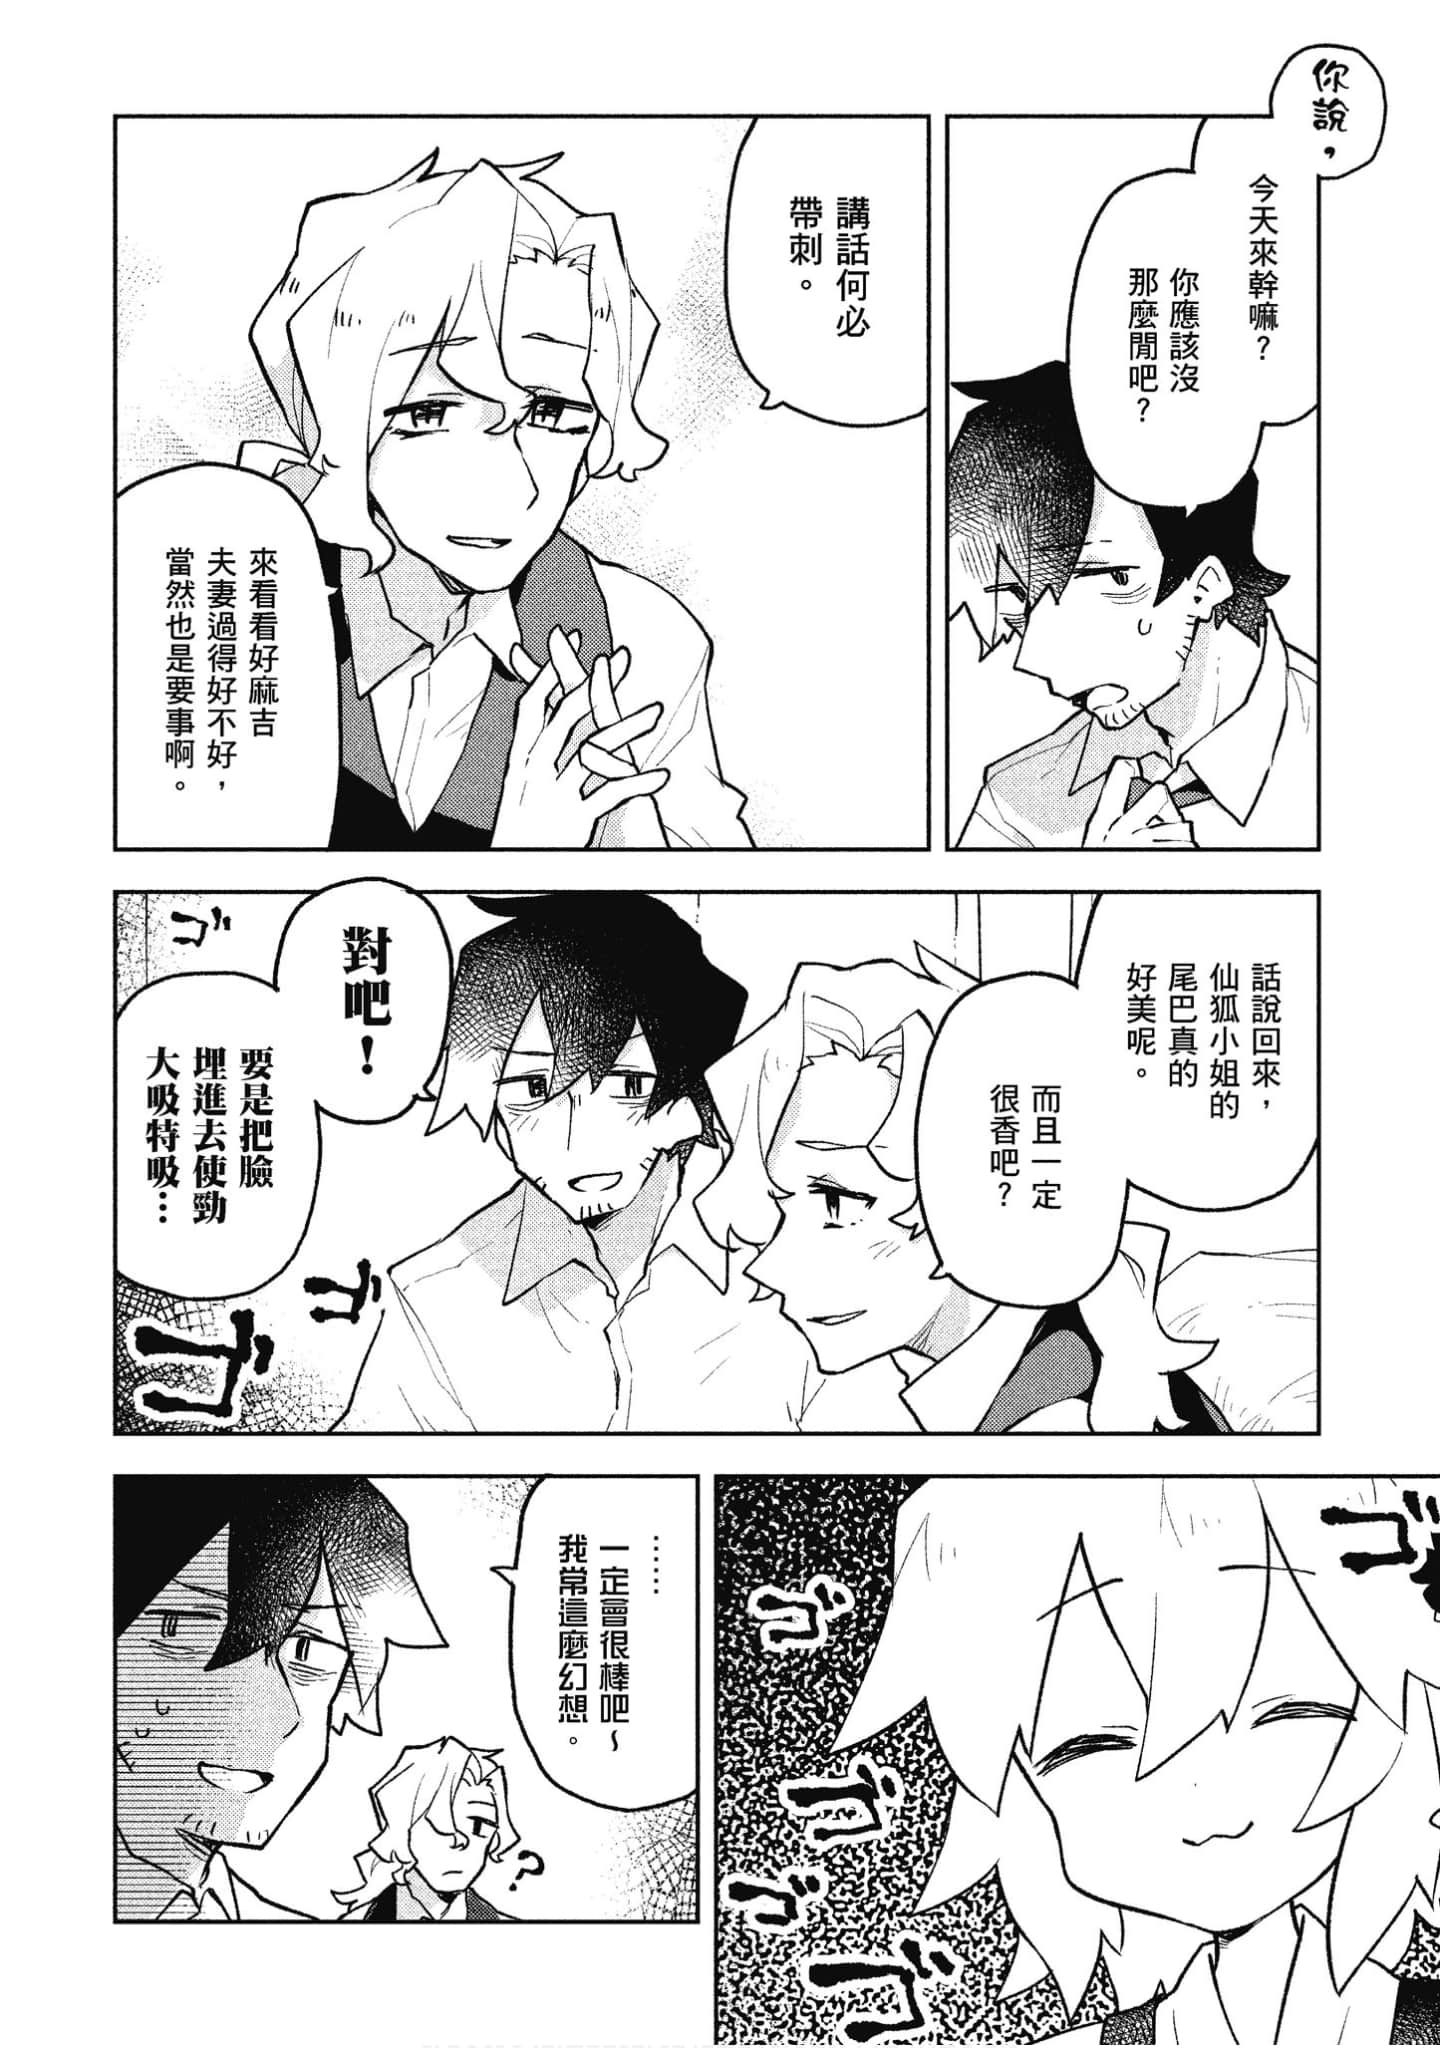 你說，
今天來幹嘛？
你應該沒
那麼閒吧？
講話何必
帶刺。
來看看好麻吉
夫妻過得好不好，
當然也是要事啊。
話說回來，
仙狐小姐的
尾巴真的
好美呢。
而且一定
很香吧？
對吧！
要是把臉
埋進去使勁
大吸特吸…
ゴ
ゴ
ゴ
ゴ
ゴ
ゴ
ゴ
ゴ
……
一定會很棒吧～
我常這麼幻想。
?